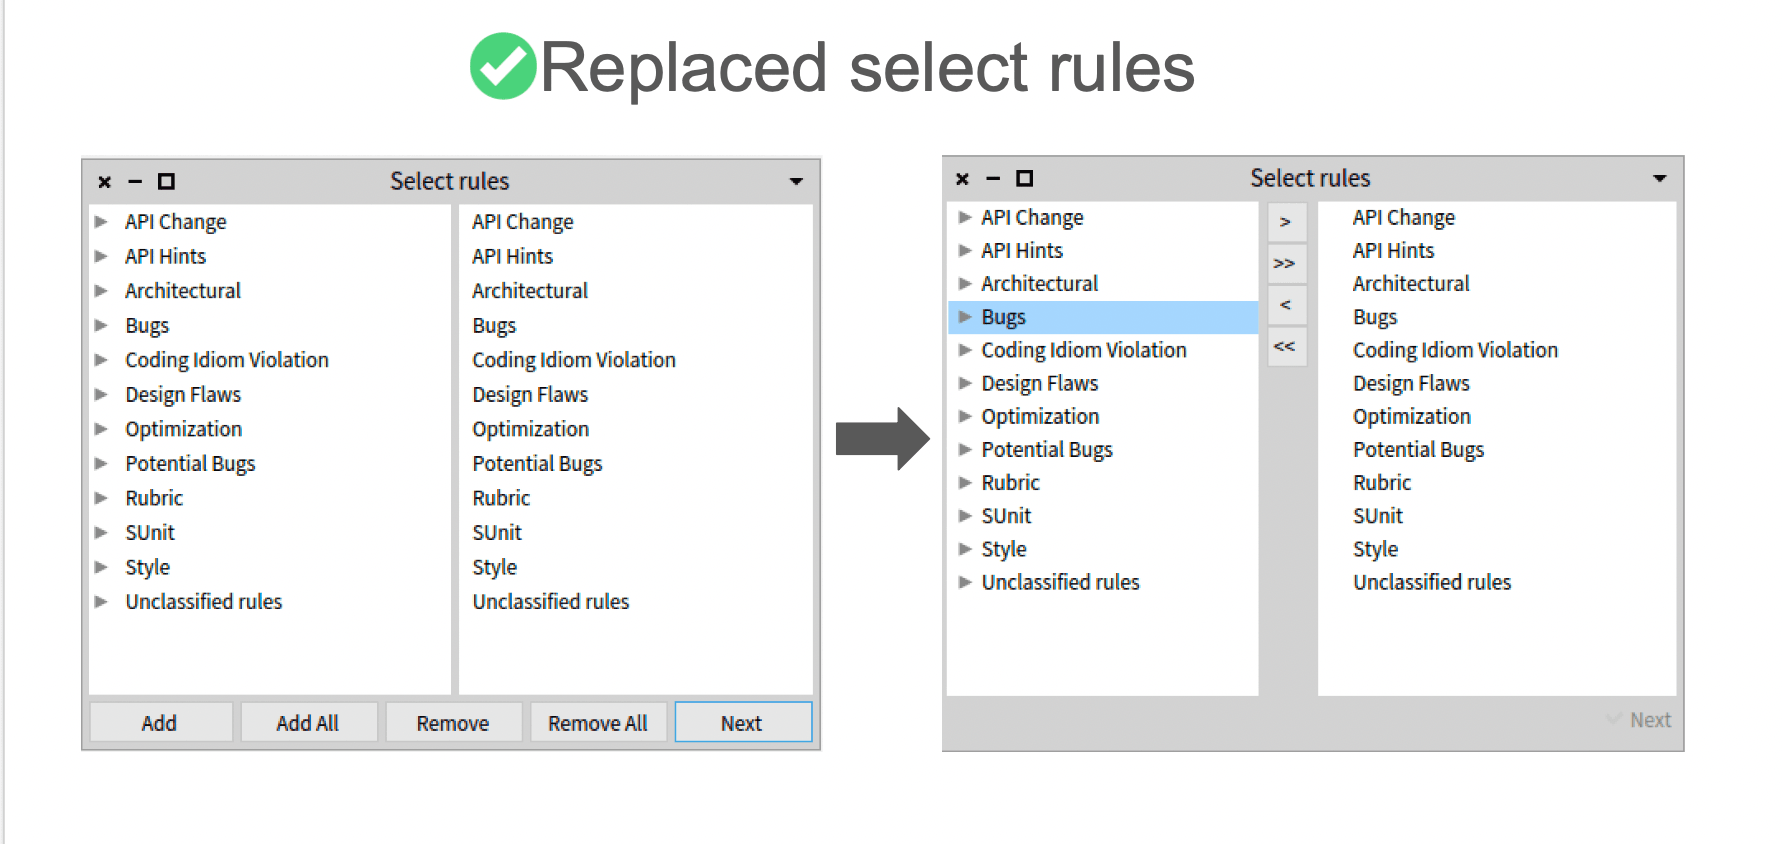 Replaced select rules
Select rules
API Change
API Hints
Architectural
Bugs
Coding Idiom Violation
Design Flaws
Optimization
Potential Bugs
Rubric
SUnit
Style
Unclassified rules
API Change
API Hints
Architectural
Bugs
Coding Idiom Violation
Design Flaws
Optimization
Potential Bugs
Rubric
SUnit
Style
Unclassified rules
Add
Add All
Remove
Remove All
Next
Select rules
API Change
API Hints
Architectural
Bugs
Coding Idiom Violation
Design Flaws
Optimization
Potential Bugs
Rubric
SUnit
Style
Unclassified rules
>
>>
<
<<
API Change
API Hints
Architectural
Bugs
Coding Idiom Violation
Design Flaws
Optimization
Potential Bugs
Rubric
SUnit
Style
Unclassified rules
Next